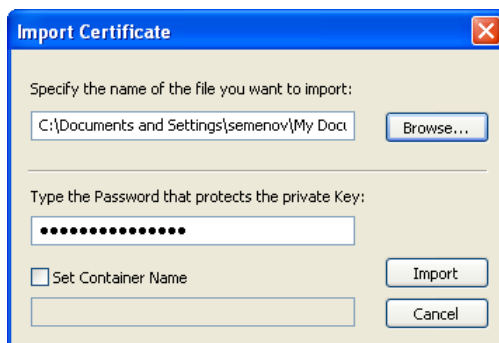 Import Certificate
Specify the name of the file you want to import:
C:\Documents and Settings\semenov\My Docu
Browse...
Type the Password that protects the private Key:
●●●●●●●●●●●●●●●
Set Container Name
Import
Cancel